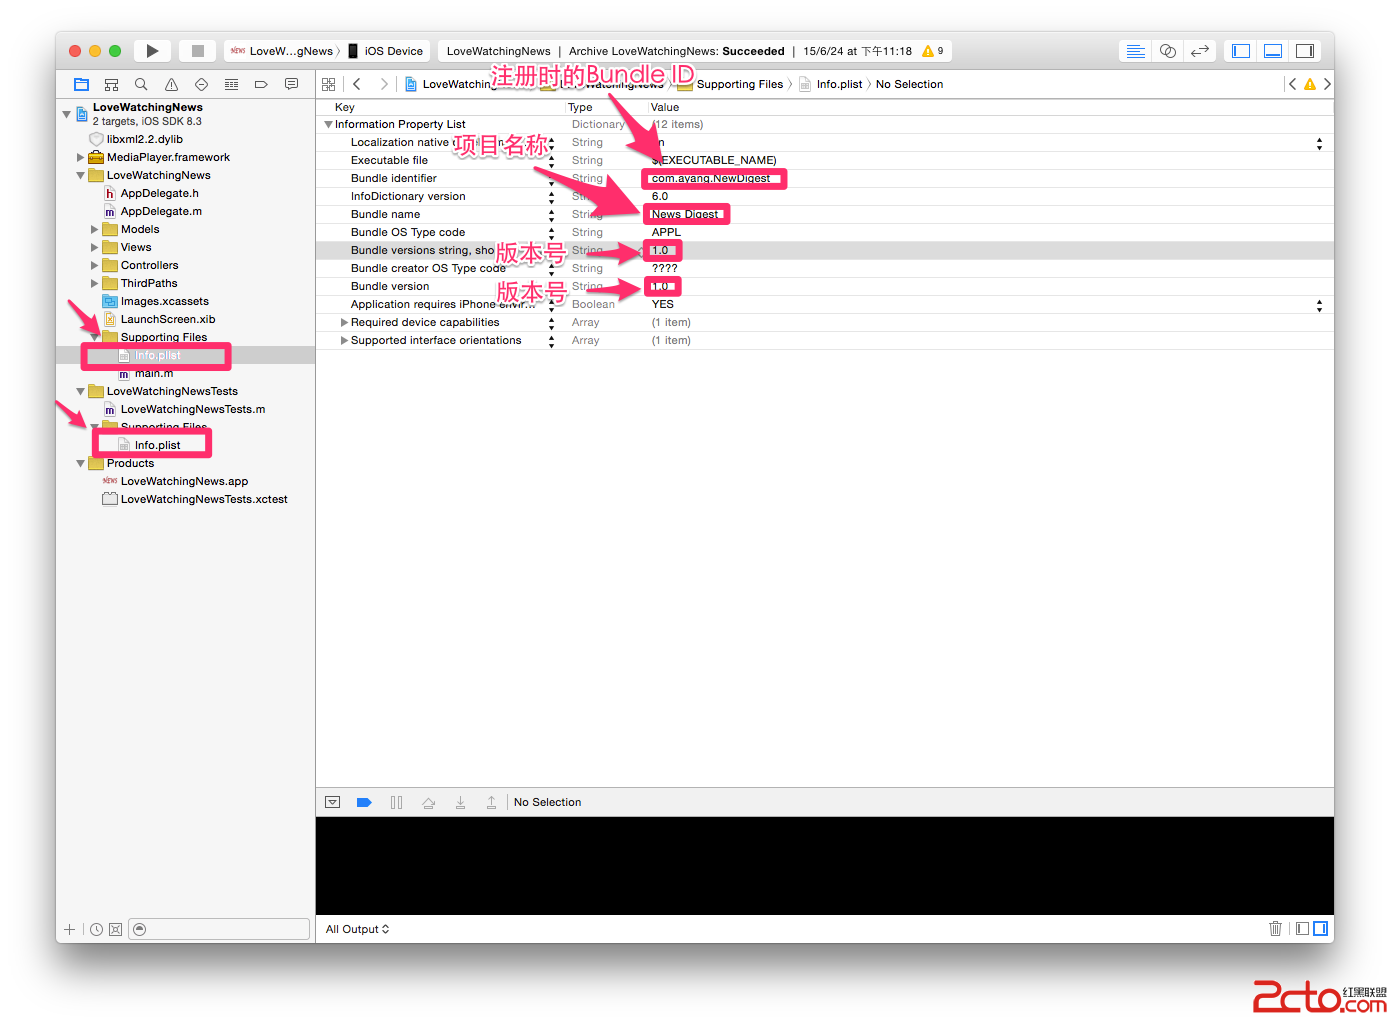 LoveW...gNews › iOS Device
LoveWatchingNews | Archive LoveWatchingNews: Succeeded | 15/6/24 at 下午11:18 9
注册时的Bundle ID
Supporting Files › Info.plist › No Selection
LoveWatchingNews
2 targets, iOS SDK 8.3
libxml2.2.dylib
MediaPlayer.framework
LoveWatchingNews
AppDelegate.h
AppDelegate.m
Models
Views
Controllers
ThirdPaths
Images.xcassets
LaunchScreen.xib
Supporting Files
Info.plist
main.m
LoveWatchingNewsTests
LoveWatchingNewsTests.m
Supporting Files
Info.plist
Products
LoveWatchingNews.app
LoveWatchingNewsTests.xctest
Key Type Value
Information Property List Dictionary (12 items)
Localization native String
项目名称
Executable file String $(EXECUTABLE_NAME)
Bundle identifier String com.ayang.NewDigest
InfoDictionary version 6.0
Bundle name String News Digest
Bundle OS Type code String APPL
Bundle versions string, sho String 1.0
版本号
Bundle creator OS Type code String ????
Bundle version String 1.0
版本号
Application requires iPhone envir... Boolean YES
Required device capabilities Array (1 item)
Supported interface orientations Array (1 item)
No Selection
All Output
2cto.com
红黑联盟